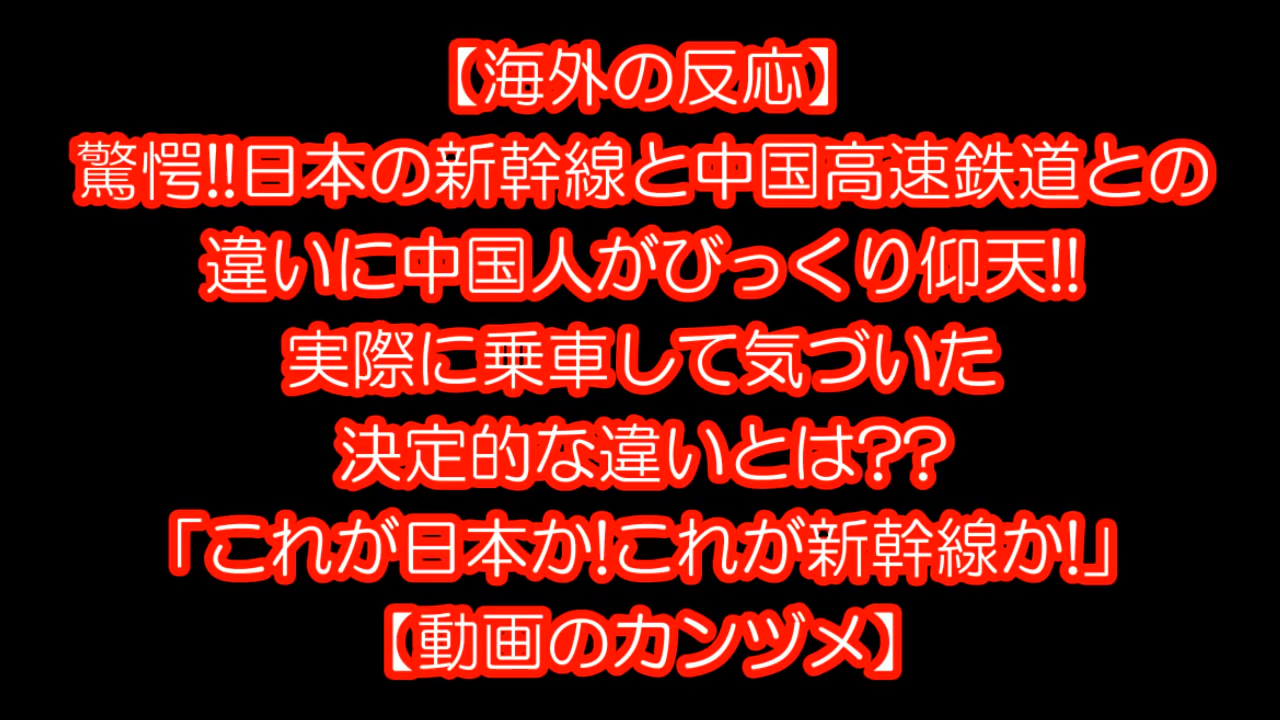 【海外の反応】
驚愕!!日本の新幹線と中国高速鉄道との
違いに中国人がびっくり仰天!!
実際に乗車して気づいた
決定的な違いとは??
「これが日本か!これが新幹線か!」
【動画のカンヅメ】